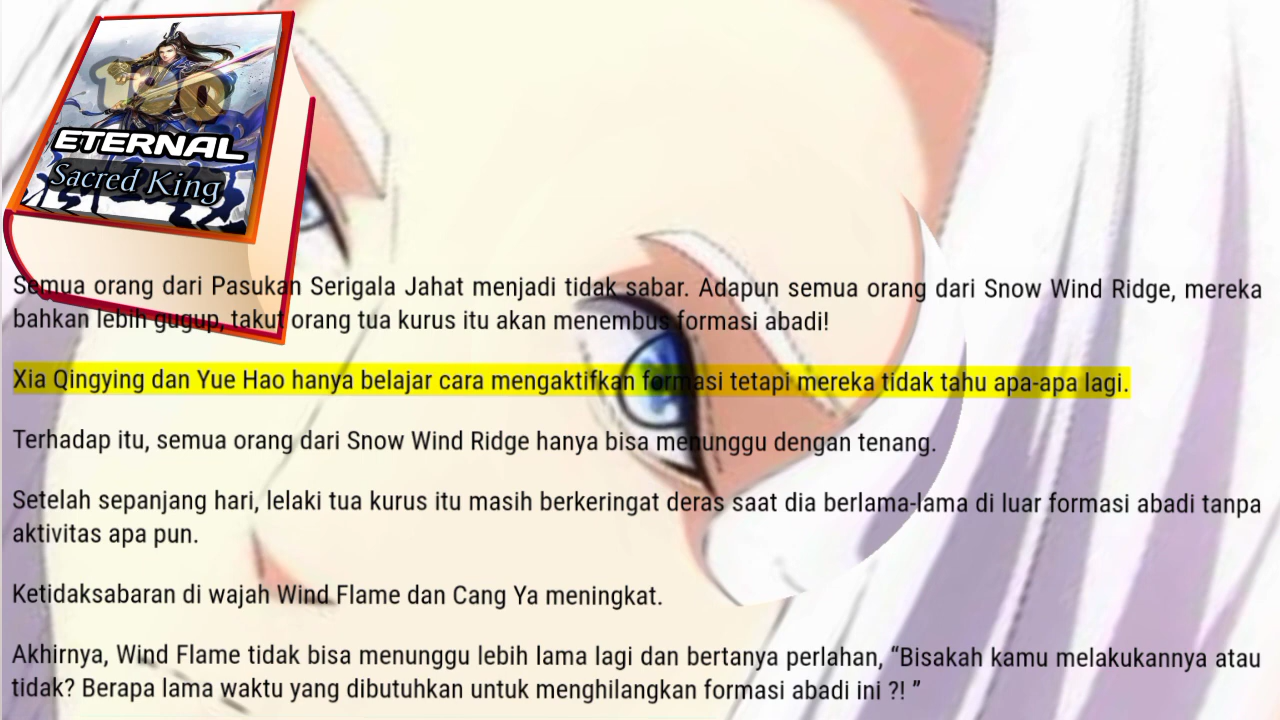 130
ETERNAL
Sacred King
Semua orang dari Pasukan Serigala Jahat menjadi tidak sabar. Adapun semua orang dari Snow Wind Ridge, mereka
bahkan lebih gugup, takut orang tua kurus itu akan menembus formasi abadi!
Xia Qingying dan Yue Hao hanya belajar cara mengaktifkan formasi tetapi mereka tidak tahu apa-apa lagi.
Terhadap itu, semua orang dari Snow Wind Ridge hanya bisa menunggu dengan tenang.
Setelah sepanjang hari, lelaki tua kurus itu masih berkeringat deras saat dia berlama-lama di luar formasi abadi tanpa
aktivitas apa pun.
Ketidaksabaran di wajah Wind Flame dan Cang Ya meningkat.
Akhirnya, Wind Flame tidak bisa menunggu lebih lama lagi dan bertanya perlahan, “Bisakah kamu melakukannya atau
tidak? Berapa lama waktu yang dibutuhkan untuk menghilangkan formasi abadi ini ?! ”